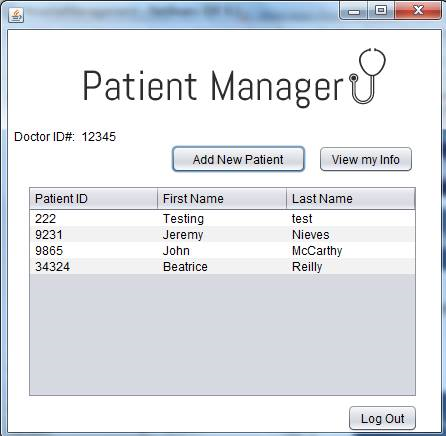 Patient Manager
Doctor ID#: 12345
Add New Patient View my Info
Patient ID First Name Last Name
222 Testing test
9231 Jeremy Nieves
9865 John McCarthy
34324 Beatrice Reilly
Log Out